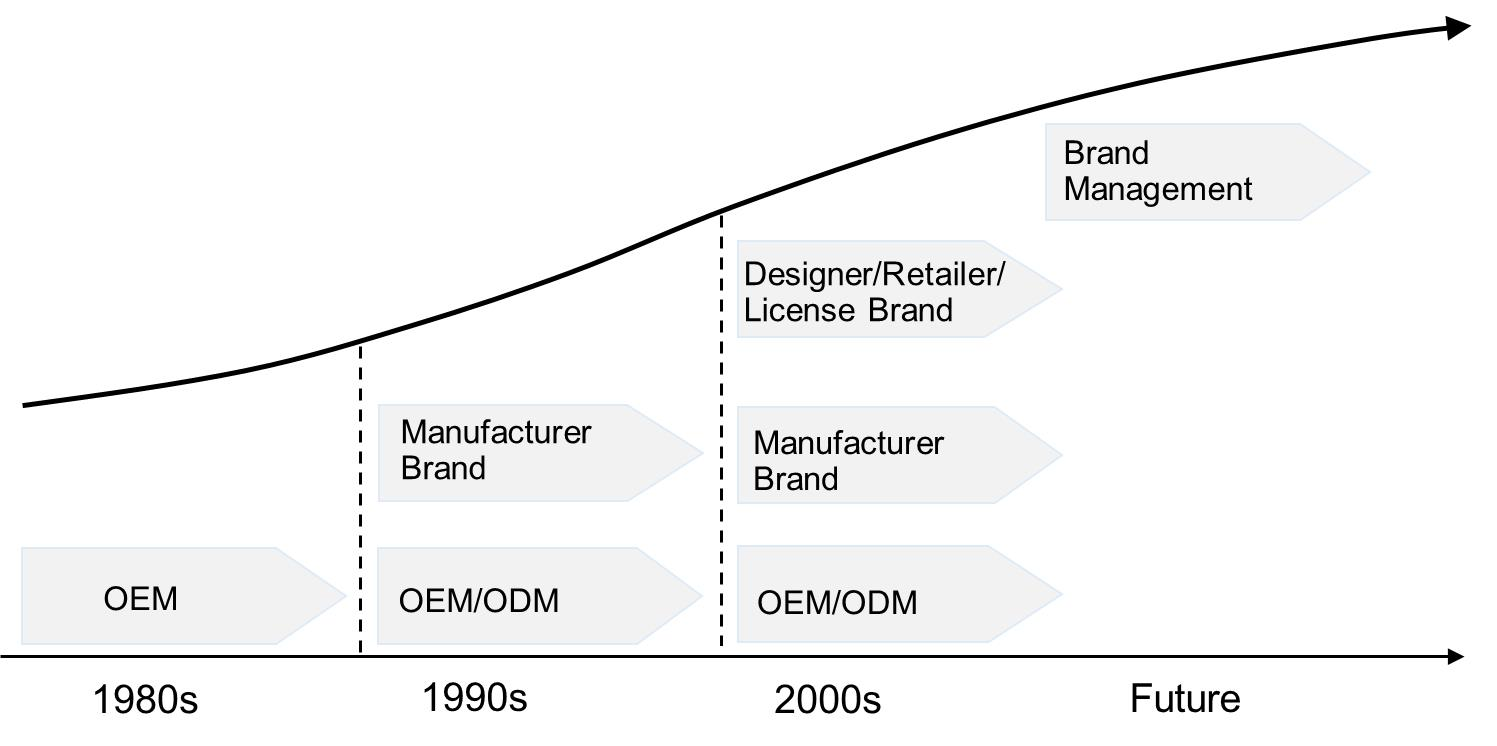 Brand
Management
Designer/Retailer/
License Brand
Manufacturer
Brand
Manufacturer
Brand
OEM
OEM/ODM
OEM/ODM
1980s
1990s
2000s
Future